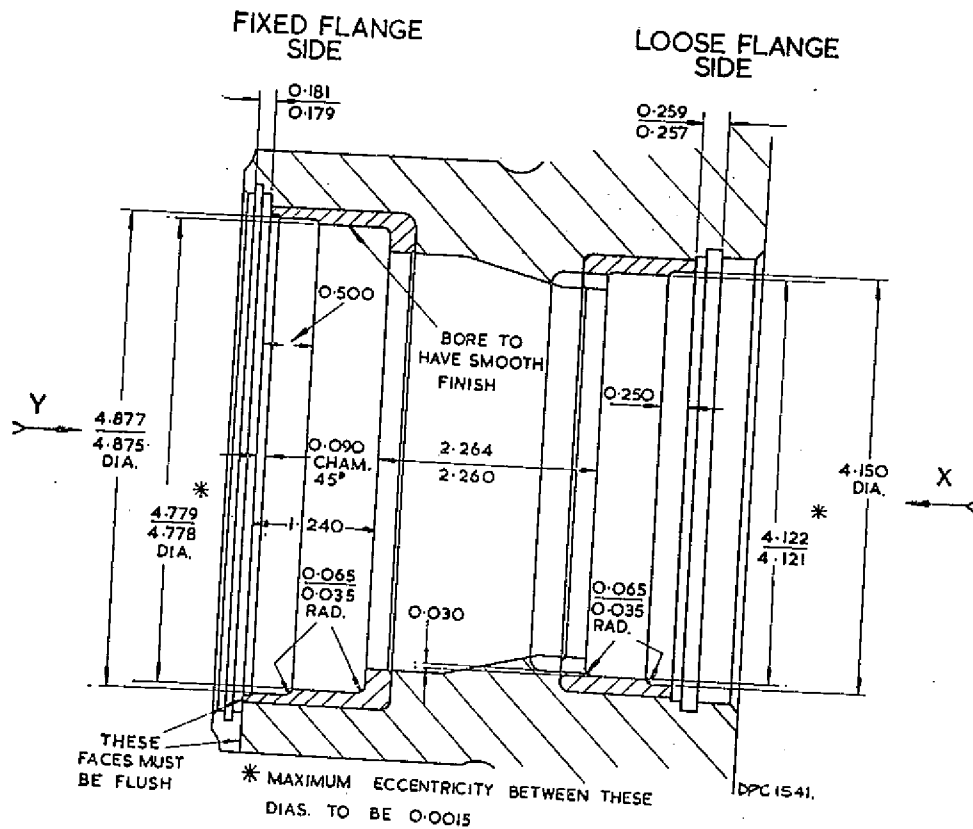 FIXED FLANGE
SIDE
LOOSE FLANGE
SIDE
0·181
0·179
0·259
0·257
0·500
BORE TO
HAVE SMOOTH
FINISH
0·250
Y
4·877
4·875·
DIA.
0·090
CHAM.
45°
2·264
2·260
4·150
DIA.
X
*
4·779
4·778
DIA.
1·240
*
4·122
4·121
0·065
0·035
RAD.
0·030
0·065
0·035
RAD.
THESE
FACES MUST
BE FLUSH
* MAXIMUM ECCENTRICITY BETWEEN THESE
DIAS. TO BE 0·0015
DPC 1541.